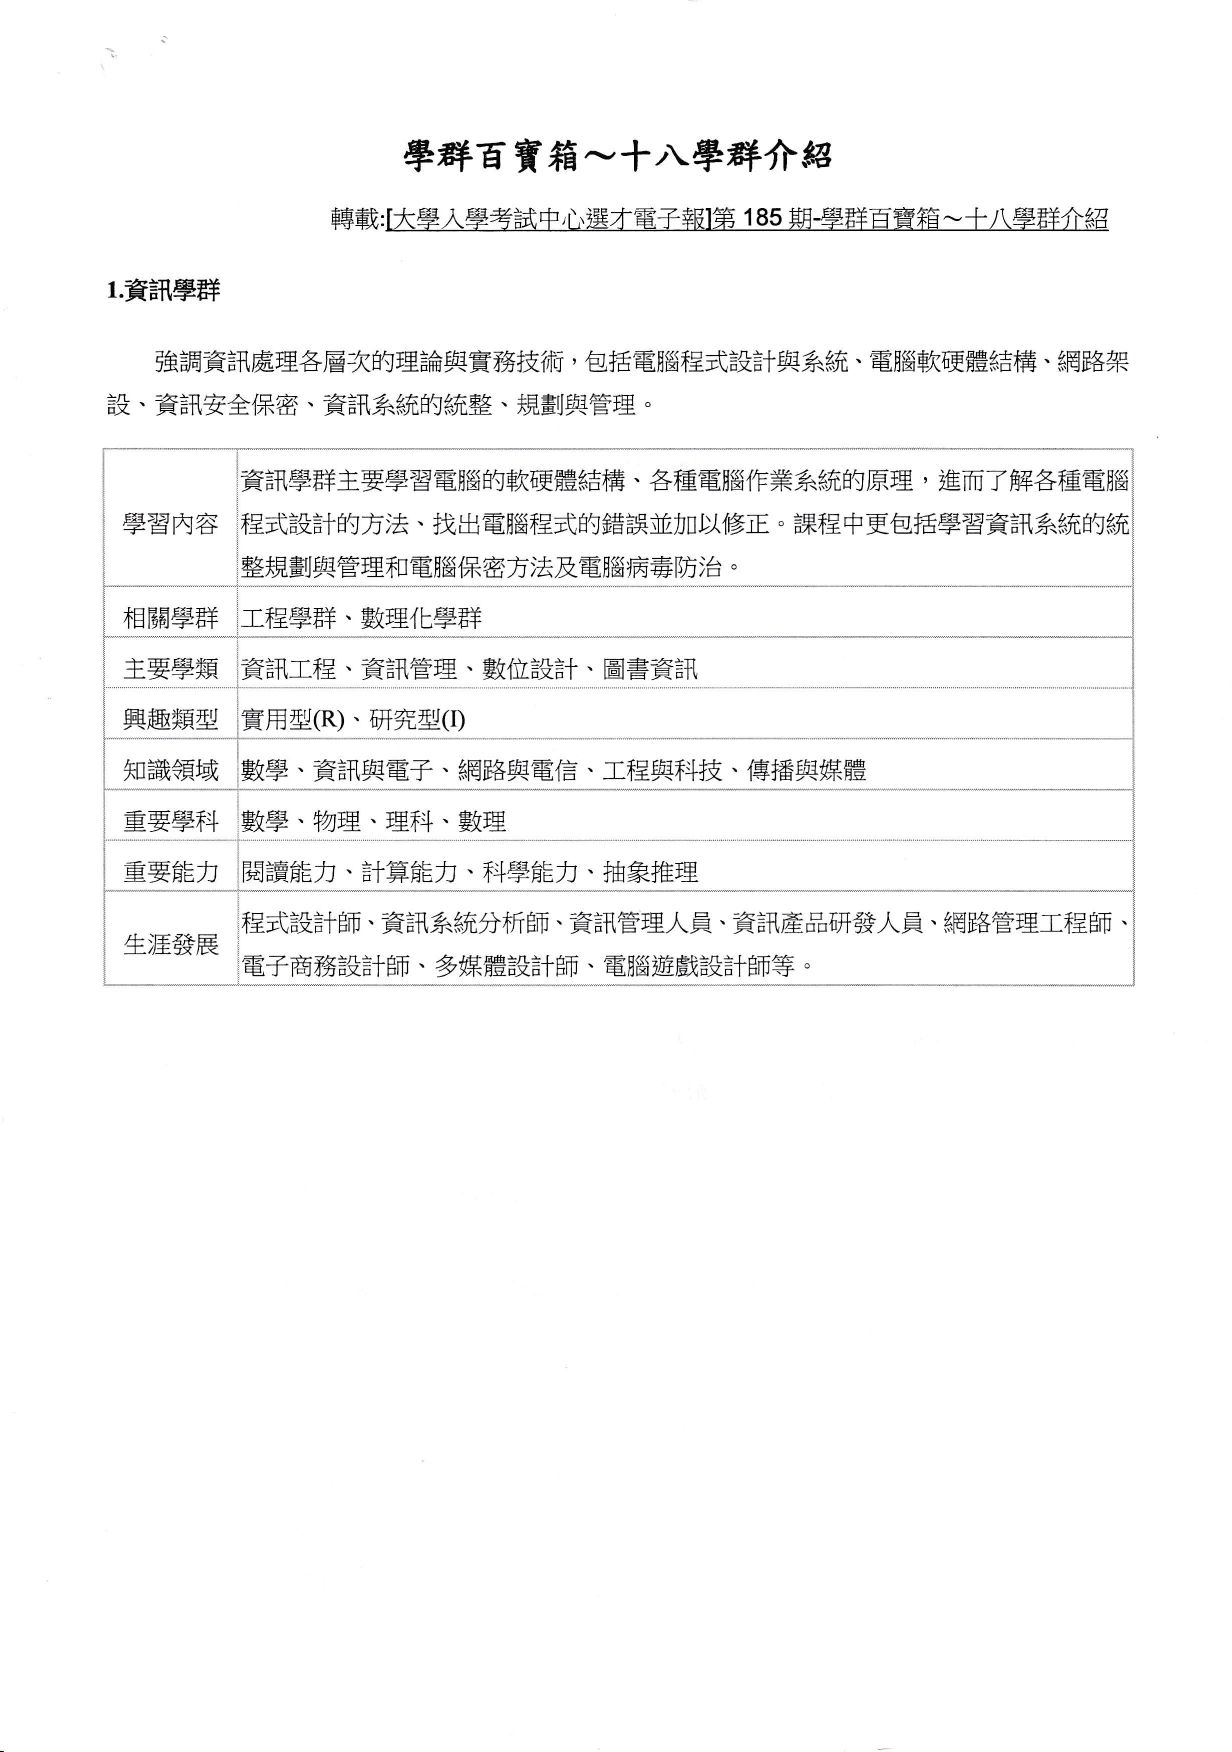 學群百寶箱～十八學群介紹
轉載:[大學入學考試中心選才電子報]第 185 期-學群百寶箱～十八學群介紹
1.資訊學群
強調資訊處理各層次的理論與實務技術，包括電腦程式設計與系統、電腦軟硬體結構、網路架
設、資訊安全保密、資訊系統的統整、規劃與管理。
學習內容
資訊學群主要學習電腦的軟硬體結構、各種電腦作業系統的原理，進而了解各種電腦
程式設計的方法、找出電腦程式的錯誤並加以修正。課程中更包括學習資訊系統的統
整規劃與管理和電腦保密方法及電腦病毒防治。
相關學群 工程學群、數理化學群
主要學類 資訊工程、資訊管理、數位設計、圖書資訊
興趣類型 實用型(R)、研究型(I)
知識領域 數學、資訊與電子、網路與電信、工程與科技、傳播與媒體
重要學科 數學、物理、理科、數理
重要能力 閱讀能力、計算能力、科學能力、抽象推理
生涯發展
程式設計師、資訊系統分析師、資訊管理人員、資訊產品研發人員、網路管理工程師、
電子商務設計師、多媒體設計師、電腦遊戲設計師等。